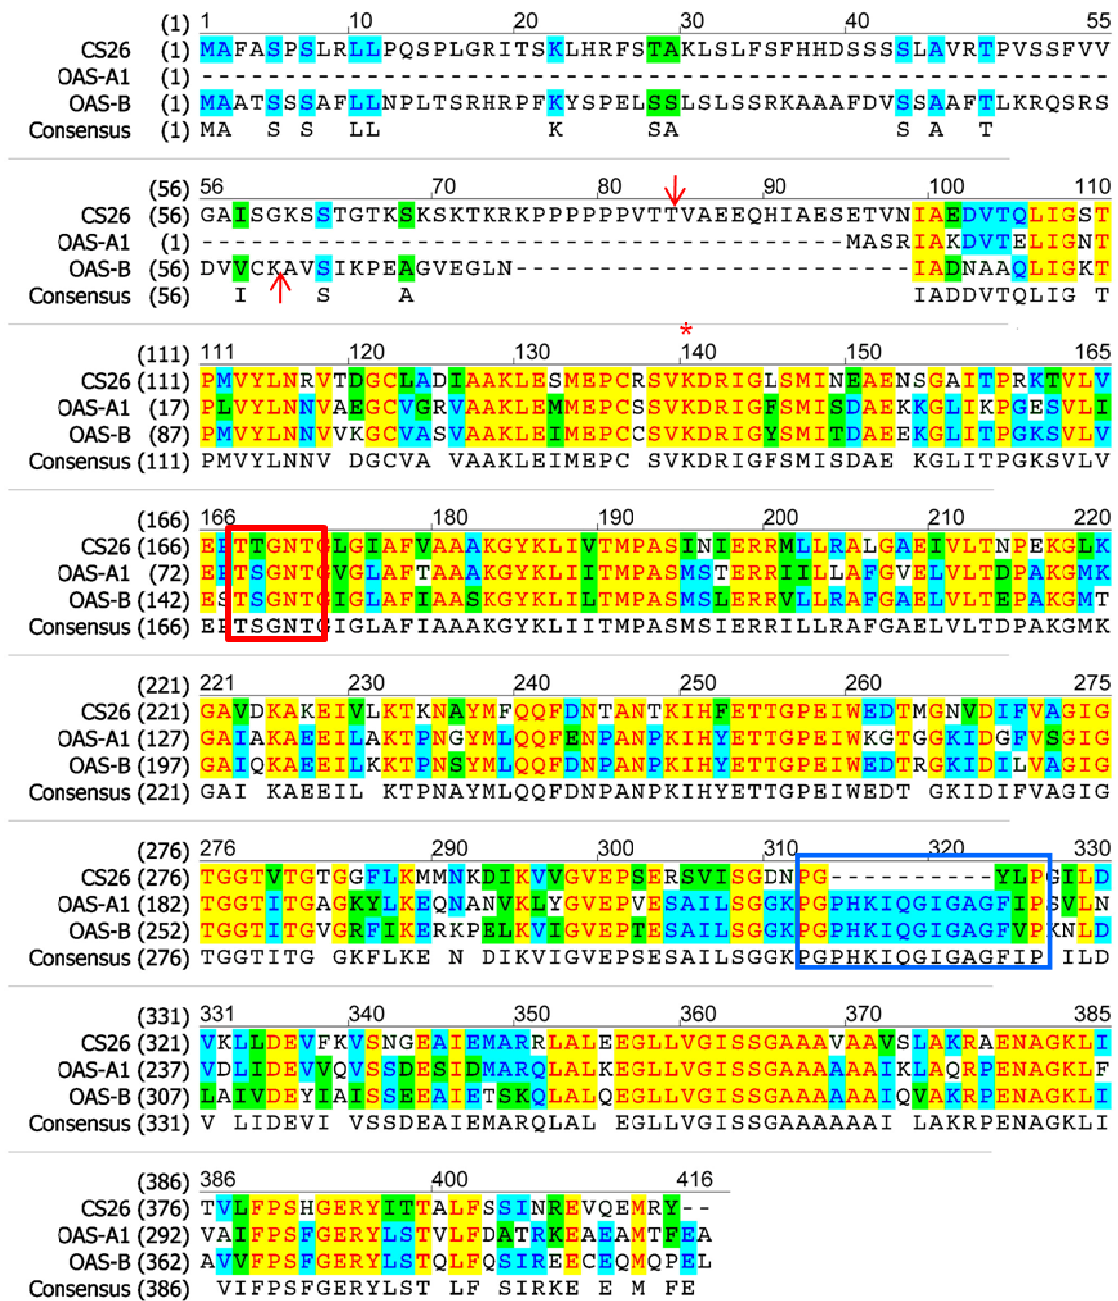 (1) 1 10 20 30 40 55
CS26 (1) MAFASPSLRLLPQSPLGRITSKLHRFSTAKLSLFSFHHDSSSSLAVRTPVSSFVV
OAS-A1 (1) -------------------------------------------------------
OAS-B (1) MAATSSSAFLLNPLTSRHRPFKYSPELSSLSLSSRKAAAFDVSSAAFTLKRQSRS
Consensus (1) MA S S LL K SA S A T
(56) 56 70 80 90 100 110
CS26 (56) GAISGKSSTGTKSKSKTKRKPPPPPPVTTVAEEQHIAESETVNIAEDVTQLIGST
OAS-A1 (1) ---------------------------------------MASRIAKDVTELIGNT
OAS-B (56) DVVCKAVSIKPEAGVEGLN------------------------IADNAAQLIGKT
Consensus (56) I S A IADDVTQLIG T
*
(111) 111 120 130 140 150 165
CS26 (111) PMVYLNRVTDGCLADIAAKLESMEPCRSVKDRIGLSMINEAENSGAITPRKTVLV
OAS-A1 (17) PLVYLNNVAEGCVGRVAAKLEMMEPCSSVKDRIGFSMISDAEKKGLIKPGESVLI
OAS-B (87) PMVYLNNVVKGCVASVAAKLEIMEPCCSVKDRIGYSMITDAEEKGLITPGKSVLV
Consensus (111) PMVYLNNV DGCVA VAAKLEIMEPC SVKDRIGFSMISDAE KGLITPGKSVLV
(166) 166 180 190 200 210 220
CS26 (166) EPTTGNTGLGIAFVAAAKGYKLIVTMPASINIERRMLLRALGAEIVLTNPEKGLK
OAS-A1 (72) EPTSGNTGVGLAFTAAAKGYKLIITMPASMSTERRIILLAFGVELVLTDPAKGMK
OAS-B (142) ESTSGNTGIGLAFIAASKGYKLILTMPASMSLERRVLLRAFGAELVLTEPAKGMT
Consensus (166) EPTSGNTGIGLAFIAAAKGYKLIITMPASMSIERRILLRAFGAELVLTDPAKGMK
(221) 221 230 240 250 260 275
CS26 (221) GAVDKAKEIVLKTKNAYMFQQFDNTANTKIHFETTGPEIWEDTMGNVDIFVAGIG
OAS-A1 (127) GAIAKAEEILAKTPNGYMLQQFENPANPKIHYETTGPEIWKGTGGKIDGFVSGIG
OAS-B (197) GAIQKAEEILKKTPNSYMLQQFDNPANPKIHYETTGPEIWEDTRGKIDILVAGIG
Consensus (221) GAI KAEEIL KTPNAYMLQQFDNPANPKIHYETTGPEIWEDT GKIDIFVAGIG
(276) 276 290 300 310 320 330
CS26 (276) TGGTVTGTGGFLKMMNKDIKVVGVEPSERSVISGDNPG----------YLPGILD
OAS-A1 (182) TGGTITGAGKYLKEQNANVKLYGVEPVESAILSGGKPGPHKIQGIGAGFIPSVLN
OAS-B (252) TGGTITGVGRFIKERKPELKVIGVEPTESAILSGGKPGPHKIQGIGAGFVPKNLD
Consensus (276) TGGTITG GKFLKE N DIKVIGVEPSESAILSGGKPGPHKIQGIGAGFIP ILD
(331) 331 340 350 360 370 385
CS26 (321) VKLLDEVFKVSNGEAIEMARRLALEEGLLVGISSGAAAVAAVSLAKRAENAGKLI
OAS-A1 (237) VDLIDEVVQVSSDESIDMARQLALKEGLLVGISSGAAAAAAIKLAQRPENAGKLF
OAS-B (307) LAIVDEYIAISSEEAIETSKQLALQEGLLVGISSGAAAAAAIQVAKRPENAGKLI
Consensus (331) V LIDEVI VSSDEAIEMARQLAL EGLLVGISSGAAAAAAI LAKRPENAGKLI
(386) 386 400 416
CS26 (376) TVLFPSHGERYITTALFSSINREVQEMRY--
OAS-A1 (292) VAIFPSFGERYLSTVLFDATRKEAEAMTFEA
OAS-B (362) AVVFPSFGERYLSTQLFQSIREECEQMQPEL
Consensus (386) VIFPSFGERYLST LF SIRKE E M FE